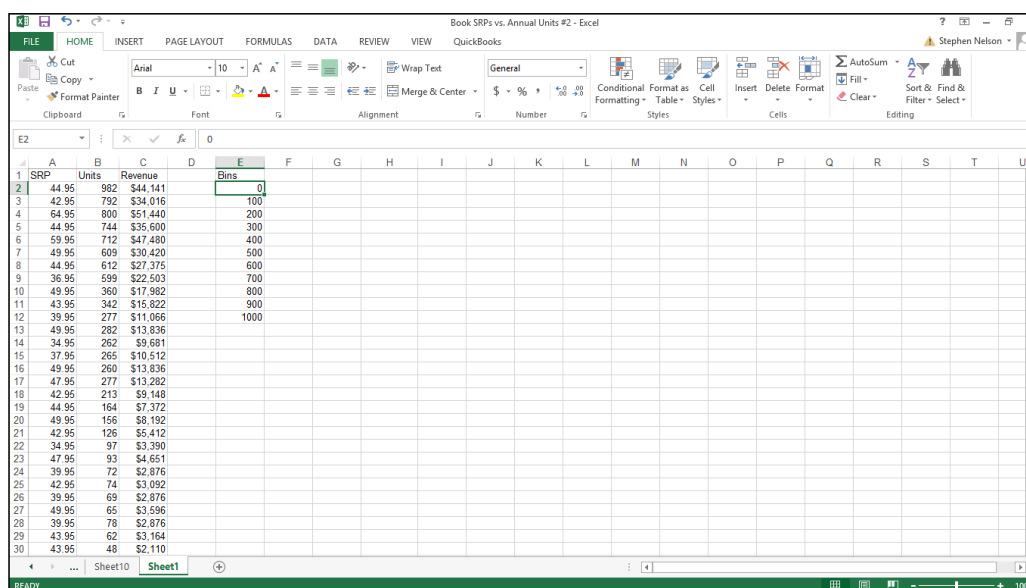 Book SRPs vs. Annual Units #2 - Excel
FILE HOME INSERT PAGE LAYOUT FORMULAS DATA REVIEW VIEW QuickBooks Stephen Nelson
Paste
Cut
Copy
Format Painter
Clipboard
Arial 10 A A
B I U A
Font
Wrap Text
Merge & Center
Alignment
General
$ % , .0 .00 .00 .0
Number
Conditional Formatting
Format as Table
Cell Styles
Styles
Insert Delete Format
Cells
AutoSum
Fill
Clear
Sort & Filter
Find & Select
Editing
E2 fx 0
A B C D E F G H I J K L M N O P Q R S T U
1 SRP Units Revenue Bins
2 44.95 982 $44,141 0
3 42.95 792 $34,016 100
4 64.95 800 $51,440 200
5 44.95 744 $35,600 300
6 59.95 712 $47,480 400
7 49.95 609 $30,420 500
8 44.95 612 $27,375 600
9 36.95 599 $22,503 700
10 49.95 360 $17,982 800
11 43.95 342 $15,822 900
12 39.95 277 $11,066 1000
13 49.95 282 $13,836
14 34.95 262 $9,681
15 37.95 265 $10,512
16 49.95 260 $13,836
17 47.95 277 $13,282
18 42.95 213 $9,148
19 44.95 164 $7,372
20 49.95 156 $8,192
21 42.95 126 $5,412
22 34.95 97 $3,390
23 47.95 93 $4,651
24 39.95 72 $2,876
25 42.95 74 $3,092
26 39.95 69 $2,876
27 49.95 65 $3,596
28 39.95 78 $2,876
29 43.95 62 $3,164
30 43.95 48 $2,110
... Sheet10 Sheet1
READY